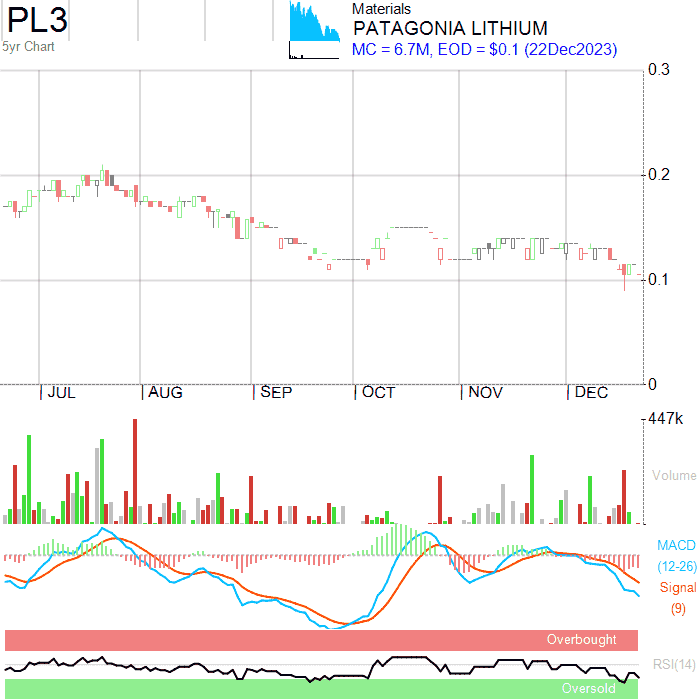 PL3
5yr Chart
Materials
PATAGONIA LITHIUM
MC = 6.7M, EOD = $0.1 (22Dec2023)
0.3
0.2
0.1
0
JUL AUG SEP OCT NOV DEC
447k
Volume
MACD
(12-26)
Signal
(9)
Overbought
RSI(14)
Oversold